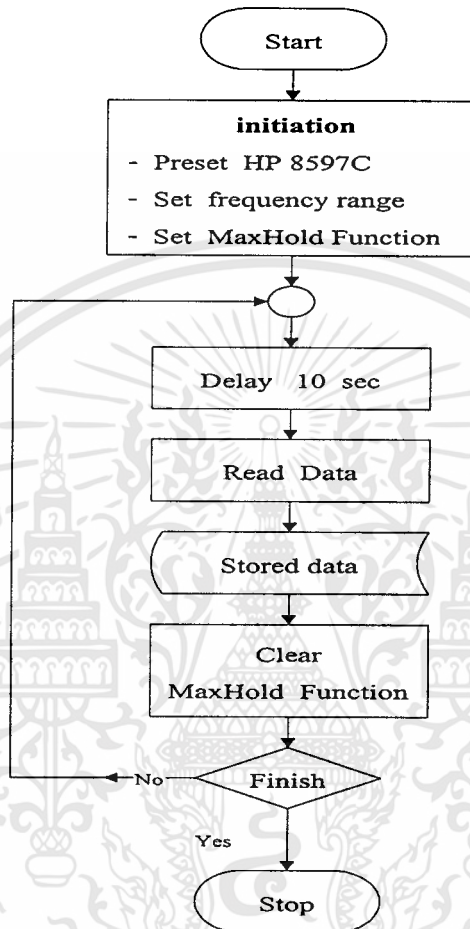 Start
initiation
- Preset HP 8597C
- Set frequency range
- Set MaxHold Function
Delay 10 sec
Read Data
Stored data
Clear
MaxHold Function
Finish
No
Yes
Stop